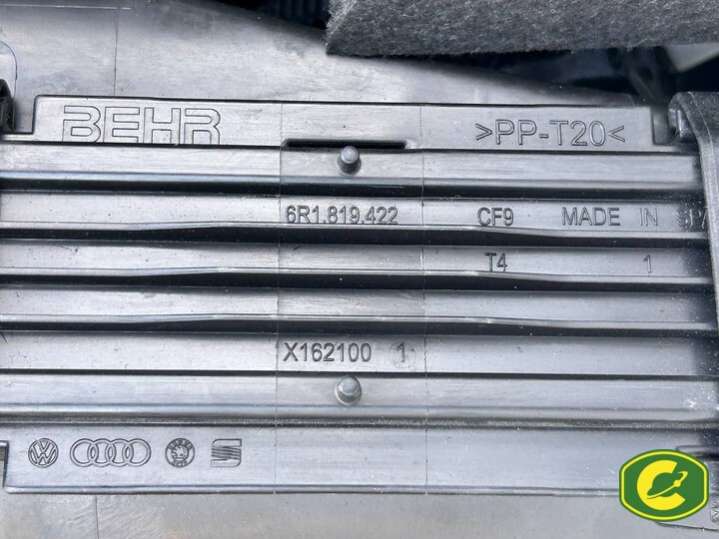 BEHR >PP-T20<
6R1.819.422 CF9 MADE IN
T4 1
X162100 1